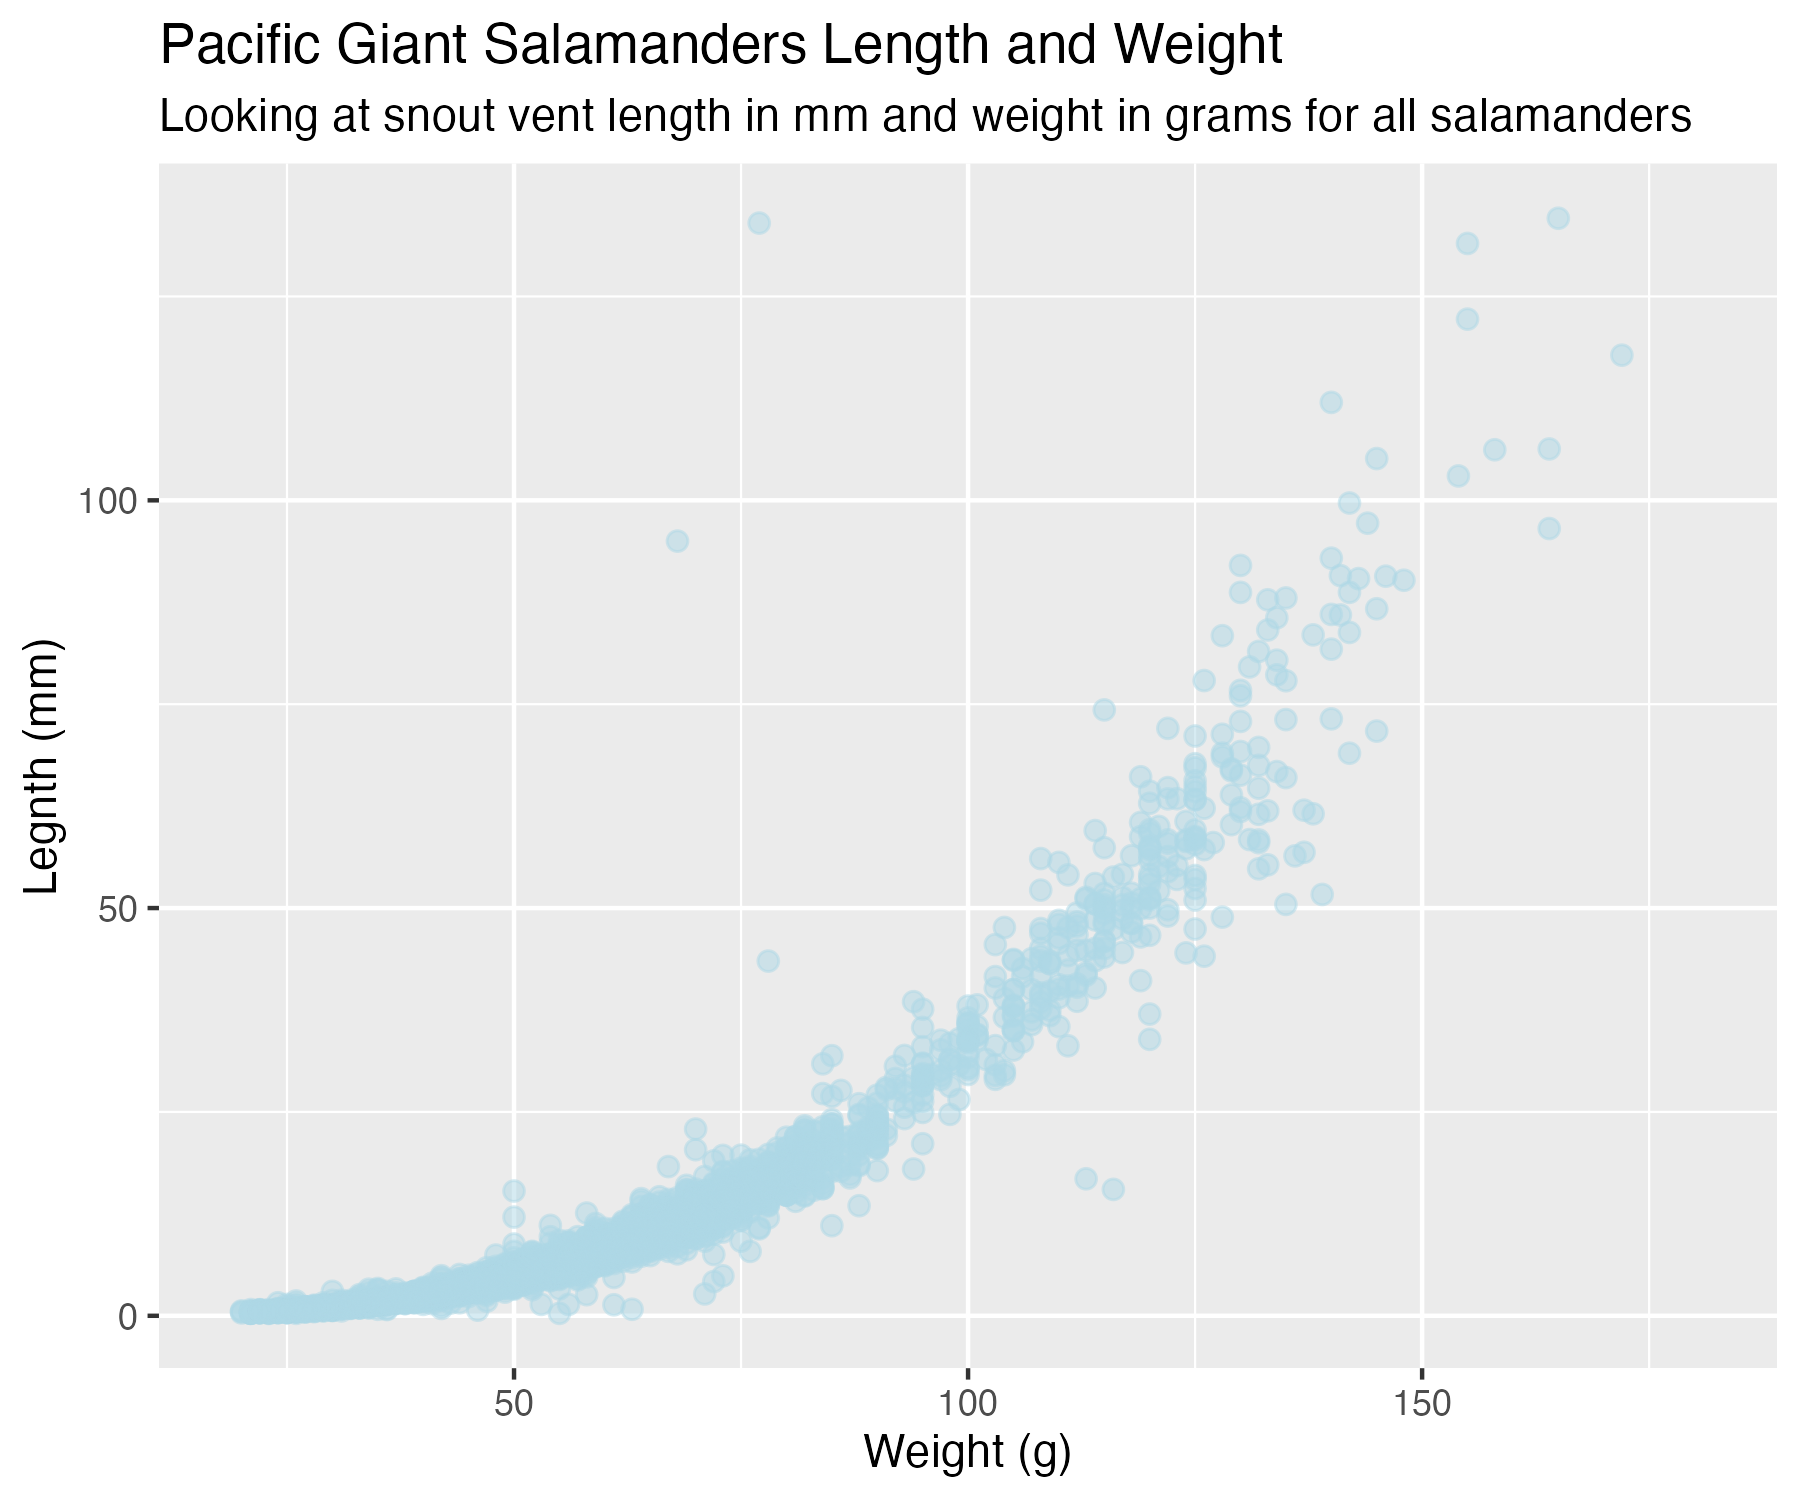 Pacific Giant Salamanders Length and Weight
Looking at snout vent length in mm and weight in grams for all salamanders
Legnth (mm)
100
50
0
50
100
150
Weight (g)